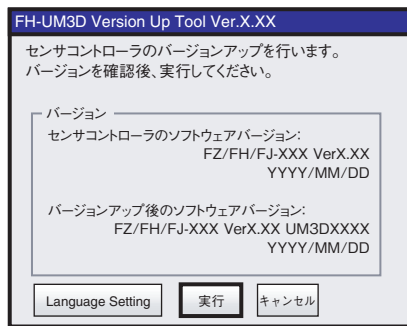 FH-UM3D Version Up Tool Ver.X.XX
センサコントローラのバージョンアップを行います。
バージョンを確認後、実行してください。
バージョン
センサコントローラのソフトウェアバージョン:
FZ/FH/FJ-XXX VerX.XX
YYYY/MM/DD
バージョンアップ後のソフトウェアバージョン:
FZ/FH/FJ-XXX VerX.XX UM3DXXXX
YYYY/MM/DD
Language Setting 実行 キャンセル